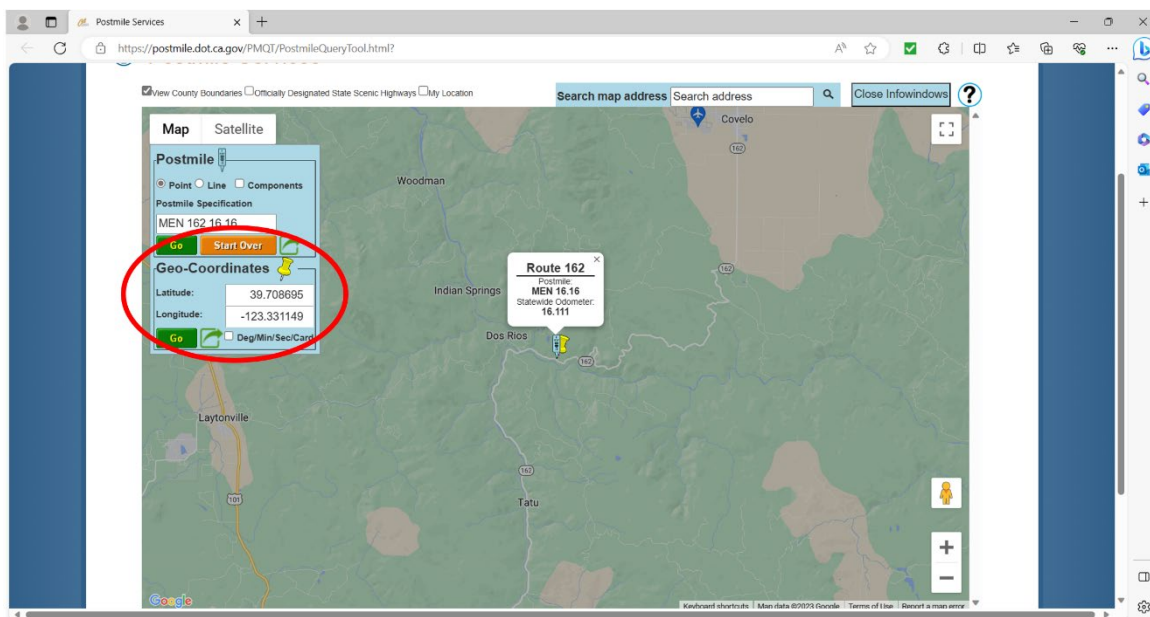 Postmile Services
https://postmile.dot.ca.gov/PMQT/PostmileQueryTool.html?
View County Boundaries Officially Designated State Scenic Highways My Location
Search map address Search address
Close Infowindows ?
Map Satellite
Covelo
162
Postmile
Point Line Components
Postmile Specification
MEN 162 16.16
Go Start Over
Woodman
Geo-Coordinates
Latitude: 39.708695
Longitude: -123.331149
Go Deg/Min/Sec/Card
Route 162
Postmile:
MEN 16.16
Statewide Odometer:
16.111
162
Indian Springs
Dos Rios
162
Laytonville
162
101
Tatu
Google
Keyboard shortcuts Map data ©2023 Google Terms of Use Report a map error